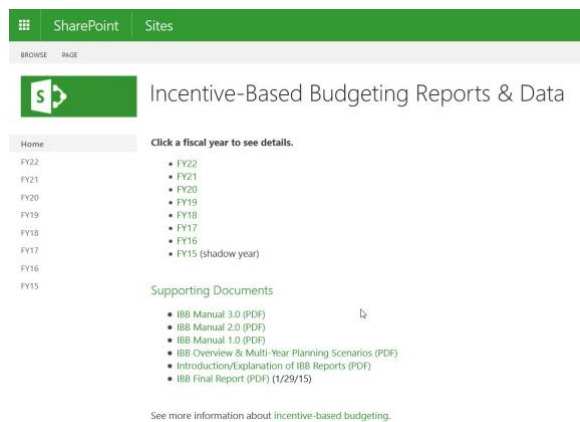 SharePoint Sites
BROWSE PAGE
S
Incentive-Based Budgeting Reports & Data
Home
FY22
FY21
FY20
FY19
FY18
FY17
FY16
FY15
Click a fiscal year to see details.
• FY22
• FY21
• FY20
• FY19
• FY18
• FY17
• FY16
• FY15 (shadow year)
Supporting Documents
• IBB Manual 3.0 (PDF)
• IBB Manual 2.0 (PDF)
• IBB Manual 1.0 (PDF)
• IBB Overview & Multi-Year Planning Scenarios (PDF)
• Introduction/Explanation of IBB Reports (PDF)
• IBB Final Report (PDF) (1/29/15)
See more information about incentive-based budgeting.